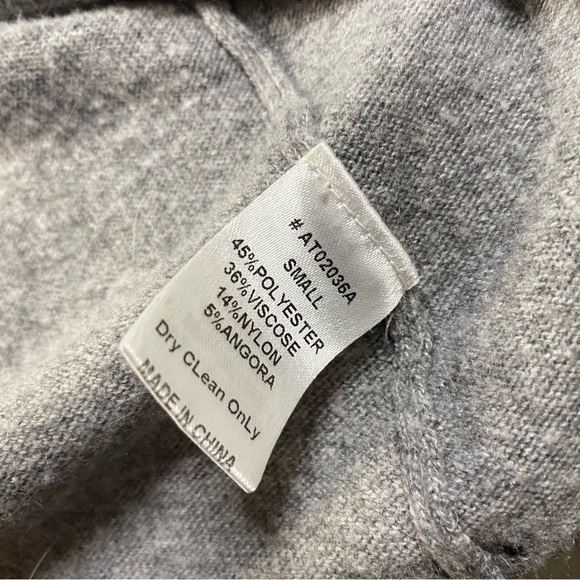 # AT02036A
SMALL
45%POLYESTER
36%VISCOSE
14%NYLON
5%ANGORA
Dry CLean OnLy
MADE IN CHINA